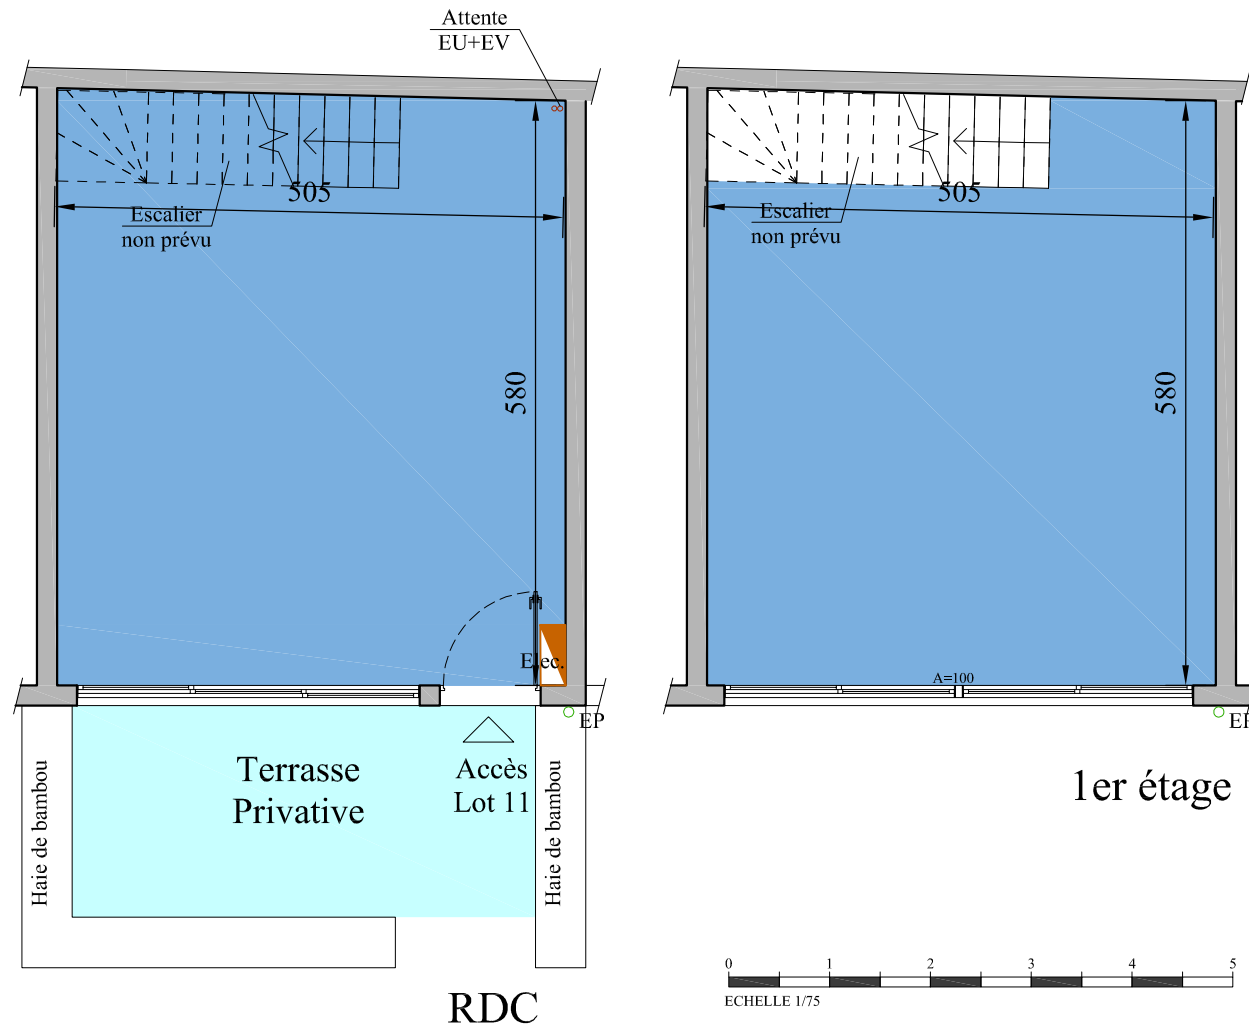 Attente
EU+EV
505
Escalier
non prévu
580
Elec.
EP
Terrasse
Privative
Accès
Lot 11
Haie de bambou
Haie de bambou
RDC
505
Escalier
non prévu
580
A=100
EP
1er étage
0 1 2 3 4 5
ECHELLE 1/75